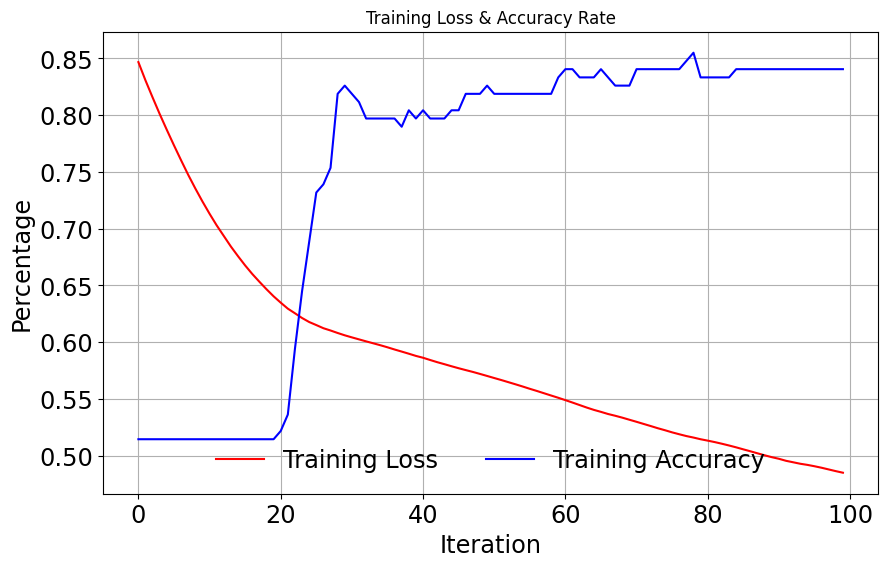 Training Loss & Accuracy Rate
0.85
0.80
0.75
0.70
0.65
0.60
0.55
0.50
Percentage
Training Loss Training Accuracy
0 20 40 60 80 100
Iteration